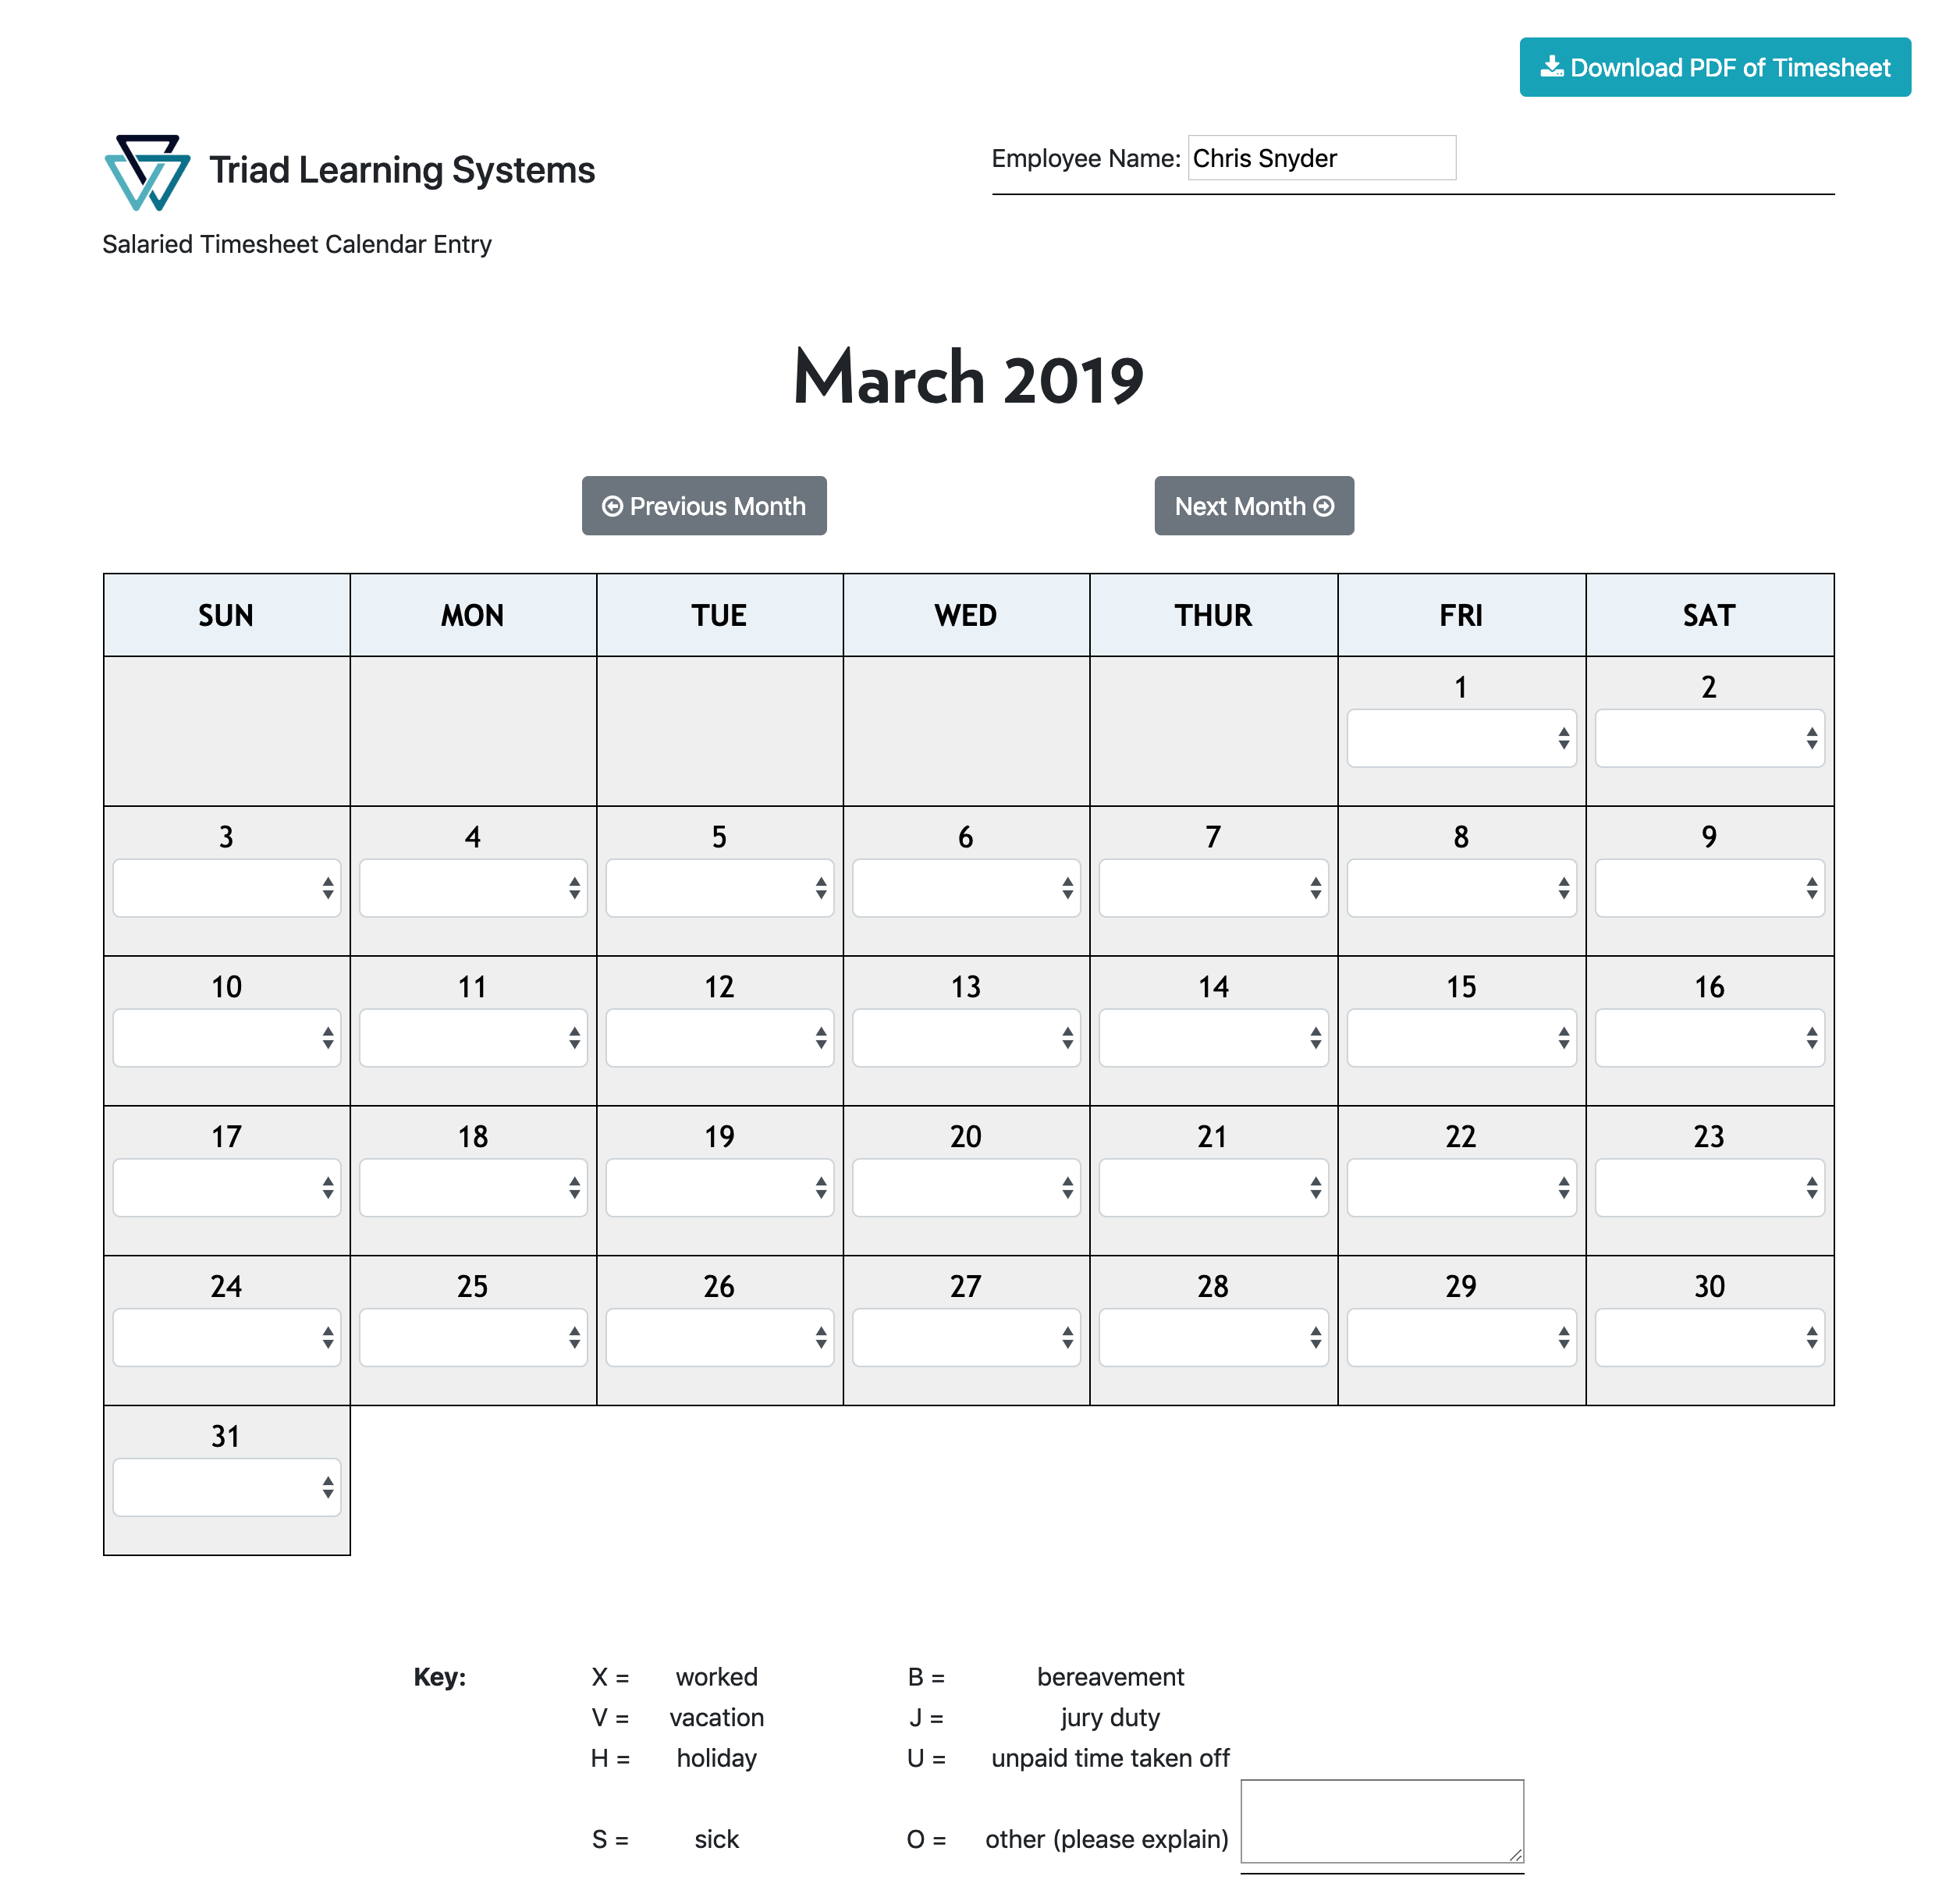 Download PDF of Timesheet
Triad Learning Systems
Employee Name: Chris Snyder
Salaried Timesheet Calendar Entry
March 2019
Previous Month
Next Month
SUN MON TUE WED THUR FRI SAT
1 2
3 4 5 6 7 8 9
10 11 12 13 14 15 16
17 18 19 20 21 22 23
24 25 26 27 28 29 30
31
Key: X = worked B = bereavement
V = vacation J = jury duty
H = holiday U = unpaid time taken off
S = sick O = other (please explain)